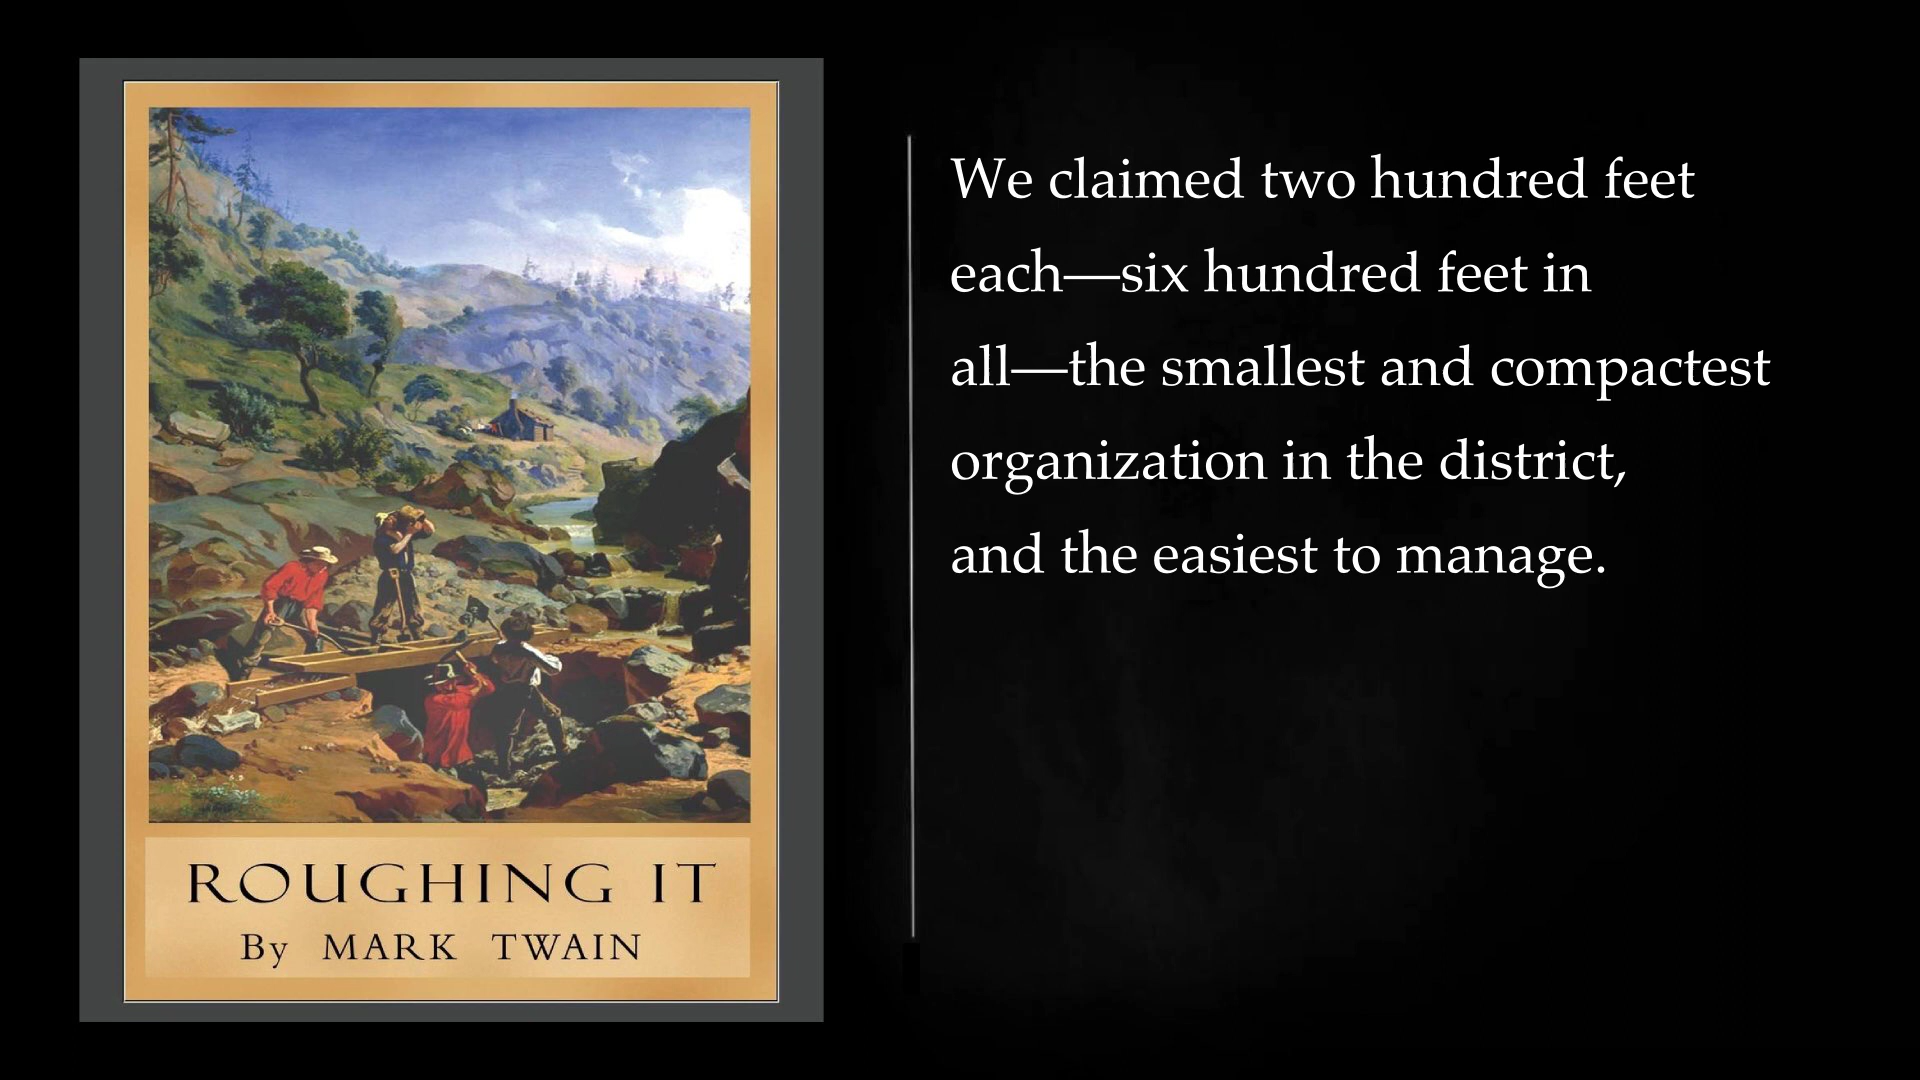 ROUGHING IT
By MARK TWAIN
We claimed two hundred feet
each—six hundred feet in
all—the smallest and compactest
organization in the district,
and the easiest to manage.